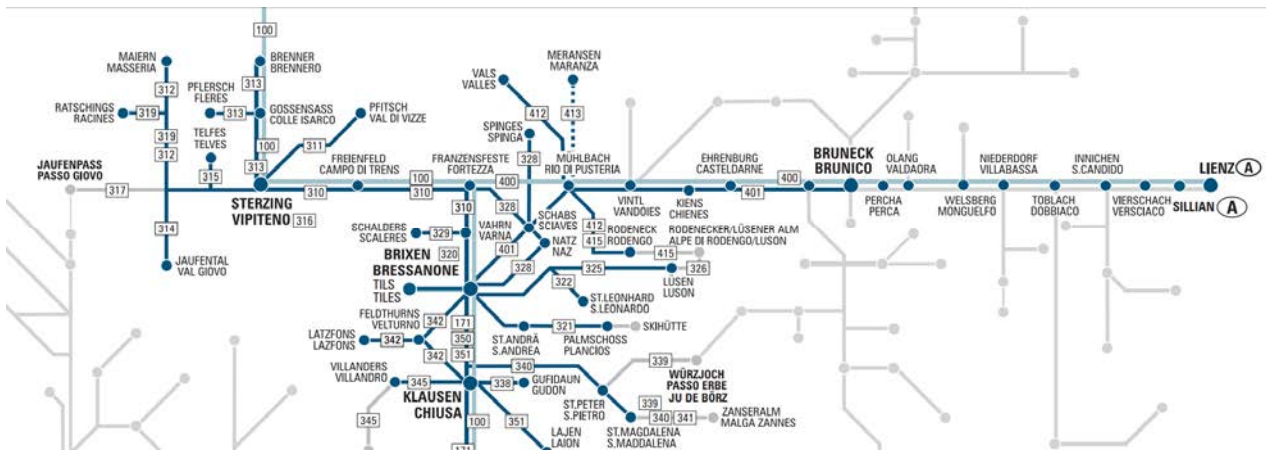 100
MAIERN
MASSERIA
312
BRENNER
BRENNERO
PFLERSCH
FLERES
313
313
RATSCHINGS
RACINES
319
GOSSENSASS
COLLE ISARCO
PFITSCH
VAL DI VIZZE
319
312
TELFES
TELVES
100
311
313
315
JAUFENPASS
PASSO GIOVO
317
STERZING
VIPITENO
316
310
FREIENFELD
CAMPO DI TRENS
314
JAUFENTAL
VAL GIOVO
MERANSEN
MARANZA
VALS
VALLES
412
413
SPINGES
SPINGA
328
FRANZENSFESTE
FORTEZZA
100
310
400
MÜHLBACH
RIO DI PUSTERIA
EHRENBURG
CASTELDARNE
400
BRUNECK
BRUNICO
OLANG
VALDAORA
NIEDERDORF
VILLABASSA
INNICHEN
S.CANDIDO
LIENZ A
VINTL
VANDOIES
KIENS
CHIENES
401
PERCHA
PERCA
WELSBERG
MONGUELFO
TOBLACH
DOBBIACO
VIERSCHACH
VERSCIACO
SILLIAN A
310
328
SCHALDERS
SCALERES
329
VAHRN
VARNA
SCHABS
SCIAVES
412
415
RODENECK
RODENGO
RODENECKER/LÜSENER ALM
ALPE DI RODENGO/LUSON
415
NATZ
NAZ
BRIXEN
BRESSANONE
320
401
328
325
326
LÜSEN
LUSON
TILS
TILES
322
ST.LEONHARD
S.LEONARDO
FELDTHURNS
VELTURNO
342
171
350
351
321
SKIHÜTTE
LATZFONS
LAZFONS
342
342
ST.ANDRÄ
S.ANDREA
PALMSCHOSS
PLANCIOS
VILLANDERS
VILLANDRO
345
340
339
WÜRZJOCH
PASSO ERBE
JU DE BÖRZ
KLAUSEN
CHIUSA
338
GUFIDAUN
GUDON
345
100
351
ST.PETER
S.PIETRO
339
340
341
ZANSERALM
MALGA ZANNES
LAJEN
LAION
ST.MAGDALENA
S.MADDALENA
171